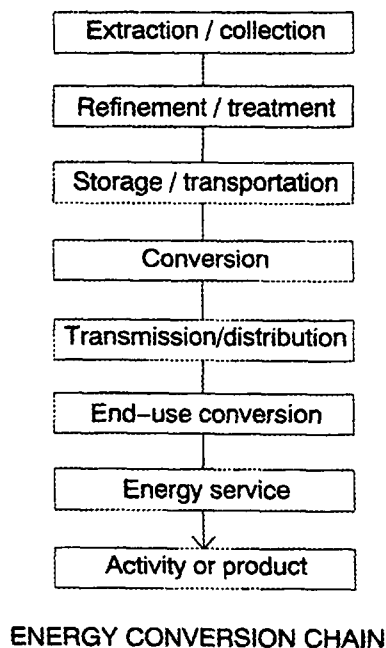 Extraction / collection
Refinement / treatment
Storage / transportation
Conversion
Transmission/distribution
End-use conversion
Energy service
Activity or product
ENERGY CONVERSION CHAIN